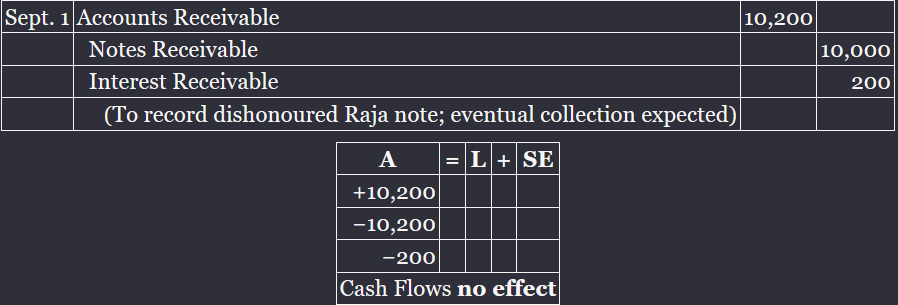 Sept. 1 Accounts Receivable 10,200
Notes Receivable 10,000
Interest Receivable 200
(To record dishonoured Raja note; eventual collection expected)
A = L + SE
+10,200
−10,200
−200
Cash Flows no effect